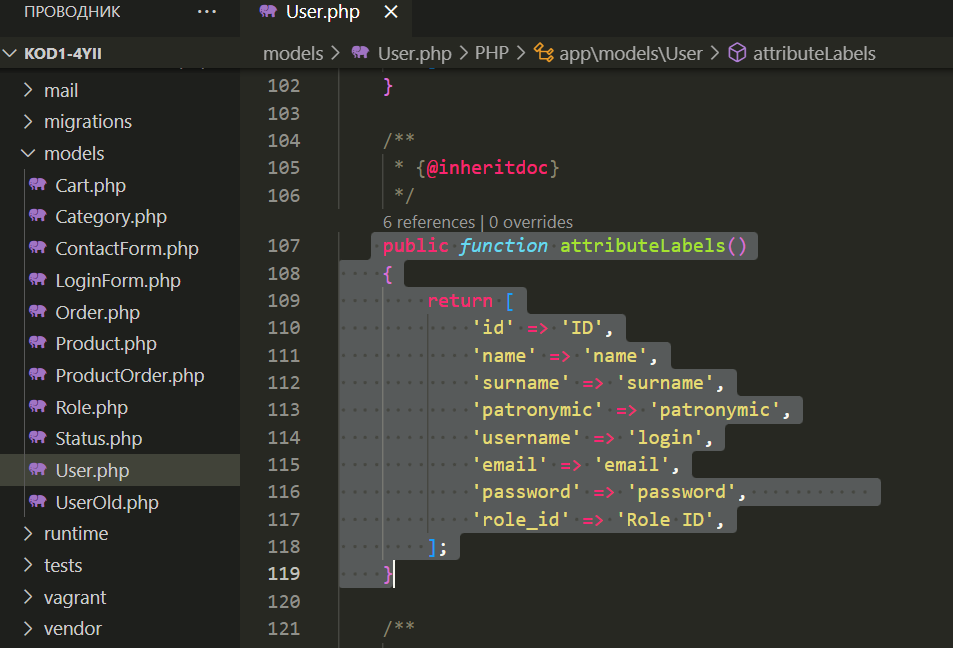 ПРОВОДНИК ...
User.php ×
KOD1-4YII
models > User.php > PHP > app\models\User > attributeLabels
mail
migrations
models
Cart.php
Category.php
ContactForm.php
LoginForm.php
Order.php
Product.php
ProductOrder.php
Role.php
Status.php
User.php
UserOld.php
runtime
tests
vagrant
vendor
102 }
103
104 /**
105 * {@inheritdoc}
106 */
6 references | 0 overrides
107 public function attributeLabels()
108 {
109 return [
110 'id' => 'ID',
111 'name' => 'name',
112 'surname' => 'surname',
113 'patronymic' => 'patronymic',
114 'username' => 'login',
115 'email' => 'email',
116 'password' => 'password',
117 'role_id' => 'Role ID',
118 ];
119 }
120
121 /**